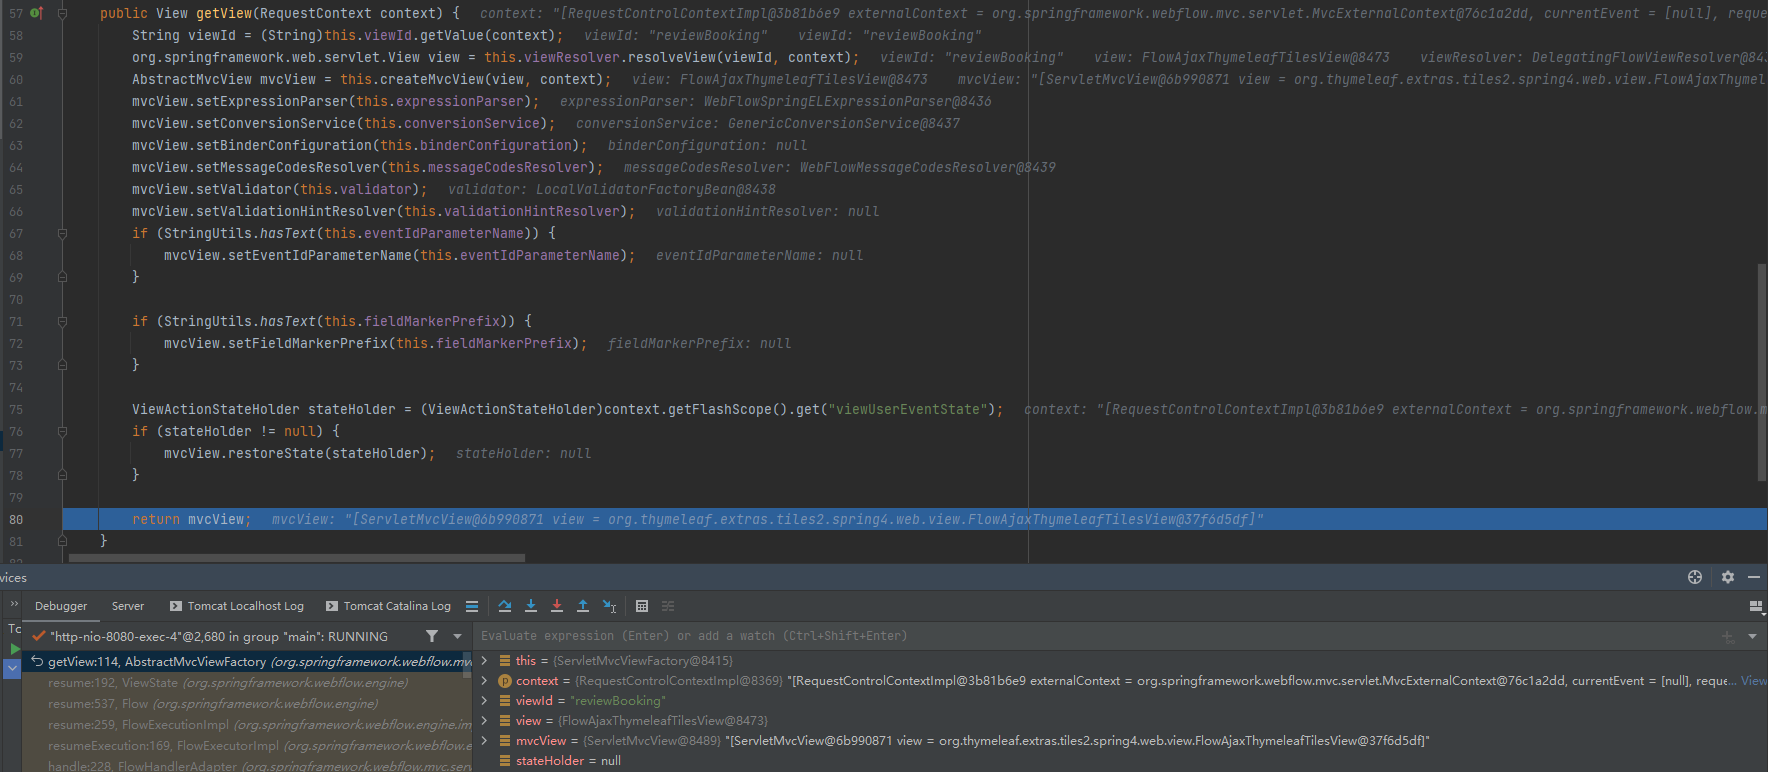 57 public View getView(RequestContext context) { context: "[RequestControlContextImpl@3b81b6e9 externalContext = org.springframework.webflow.mvc.servlet.MvcExternalContext@76c1a2dd, currentEvent = [null], reque
58 String viewId = (String)this.viewId.getValue(context); viewId: "reviewBooking" viewId: "reviewBooking"
59 org.springframework.web.servlet.View view = this.viewResolver.resolveView(viewId, context); viewId: "reviewBooking" view: FlowAjaxThymeleafTilesView@8473 viewResolver: DelegatingFlowViewResolver@843
60 AbstractMvcView mvcView = this.createMvcView(view, context); view: FlowAjaxThymeleafTilesView@8473 mvcView: "[ServletMvcView@6b990871 view = org.thymeleaf.extras.tiles2.spring4.web.view.FlowAjaxThymel
61 mvcView.setExpressionParser(this.expressionParser); expressionParser: WebFlowSpringELExpressionParser@8436
62 mvcView.setConversionService(this.conversionService); conversionService: GenericConversionService@8437
63 mvcView.setBinderConfiguration(this.binderConfiguration); binderConfiguration: null
64 mvcView.setMessageCodesResolver(this.messageCodesResolver); messageCodesResolver: WebFlowMessageCodesResolver@8439
65 mvcView.setValidator(this.validator); validator: LocalValidatorFactoryBean@8438
66 mvcView.setValidationHintResolver(this.validationHintResolver); validationHintResolver: null
67 if (StringUtils.hasText(this.eventIdParameterName)) {
68 mvcView.setEventIdParameterName(this.eventIdParameterName); eventIdParameterName: null
69 }
70
71 if (StringUtils.hasText(this.fieldMarkerPrefix)) {
72 mvcView.setFieldMarkerPrefix(this.fieldMarkerPrefix); fieldMarkerPrefix: null
73 }
74
75 ViewActionStateHolder stateHolder = (ViewActionStateHolder)context.getFlashScope().get("viewUserEventState"); context: "[RequestControlContextImpl@3b81b6e9 externalContext = org.springframework.webflow.m
76 if (stateHolder != null) {
77 mvcView.restoreState(stateHolder); stateHolder: null
78 }
79
80 return mvcView; mvcView: "[ServletMvcView@6b990871 view = org.thymeleaf.extras.tiles2.spring4.web.view.FlowAjaxThymeleafTilesView@37f6d5df]"
81 }
82
vices
Debugger Server Tomcat Localhost Log Tomcat Catalina Log
Tc
"http-nio-8080-exec-4"@2,680 in group "main": RUNNING
getView:114, AbstractMvcViewFactory (org.springframework.webflow.mvc
resume:192, ViewState (org.springframework.webflow.engine)
resume:537, Flow (org.springframework.webflow.engine)
resume:259, FlowExecutionImpl (org.springframework.webflow.engine.im
resumeExecution:169, FlowExecutorImpl (org.springframework.webflow.e
handle:228, FlowHandlerAdapter (org.springframework.webflow.mvc.serv
Evaluate expression (Enter) or add a watch (Ctrl+Shift+Enter)
this = {ServletMvcViewFactory@8415}
context = {RequestControlContextImpl@8369} "[RequestControlContextImpl@3b81b6e9 externalContext = org.springframework.webflow.mvc.servlet.MvcExternalContext@76c1a2dd, currentEvent = [null], reque... View
viewId = "reviewBooking"
view = {FlowAjaxThymeleafTilesView@8473}
mvcView = {ServletMvcView@8489} "[ServletMvcView@6b990871 view = org.thymeleaf.extras.tiles2.spring4.web.view.FlowAjaxThymeleafTilesView@37f6d5df]"
stateHolder = null